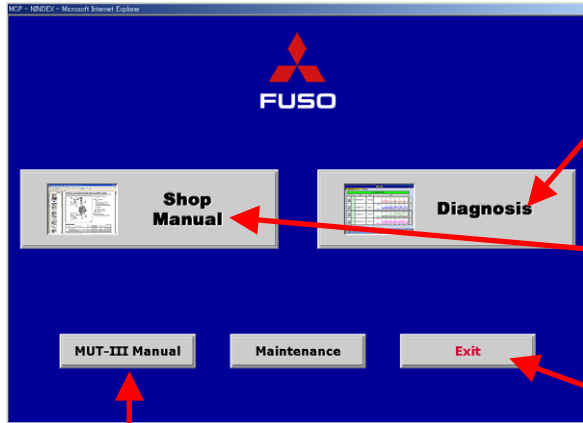 MCP - NINDEX - Microsoft Internet Explorer
FUSO
Shop
Manual
Diagnosis
MUT-III Manual
Maintenance
Exit